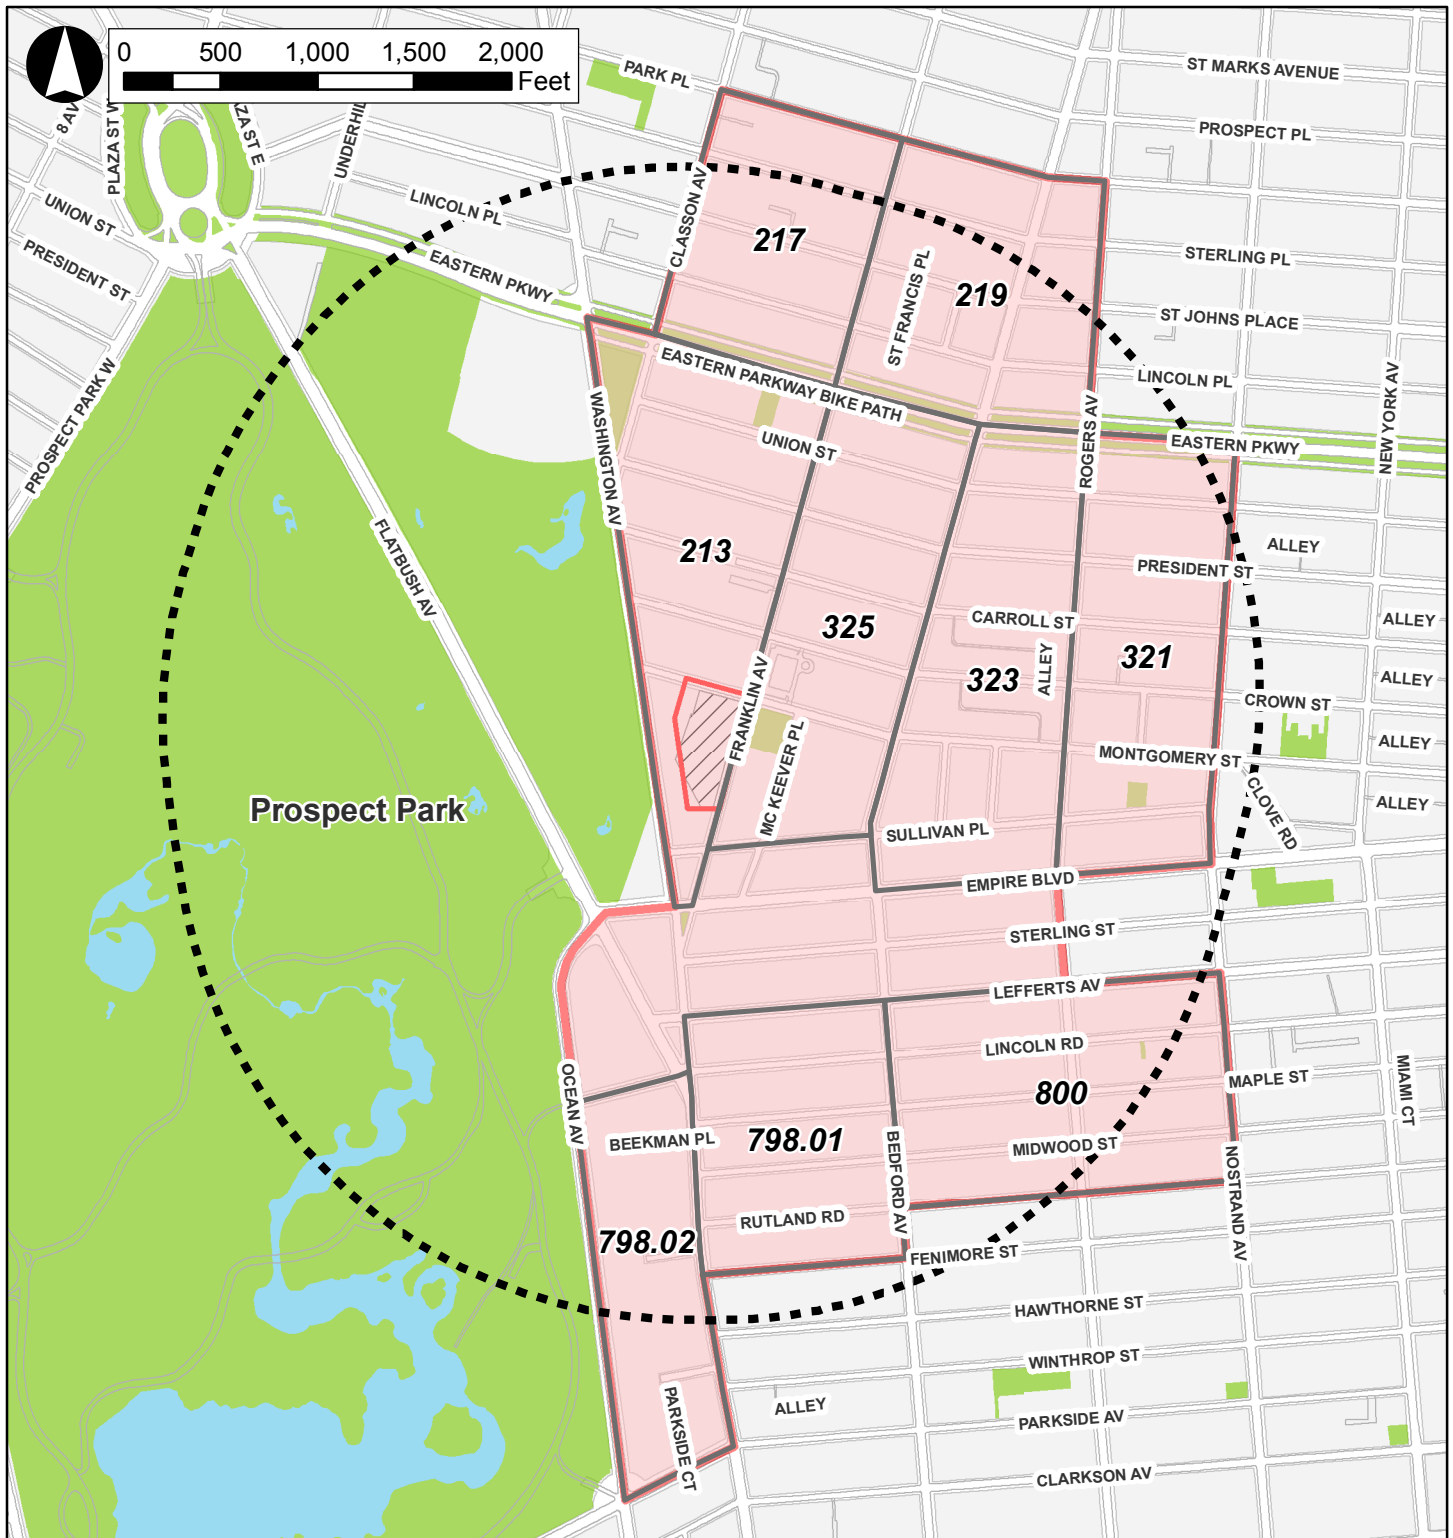 0 500 1,000 1,500 2,000
Feet
PARK PL
ST MARKS AVENUE
8 AV
PLAZA ST W
AZA ST E
UNDERHIL
PROSPECT PL
CLASSON AV
LINCOLN PL
UNION ST
217
STERLING PL
PRESIDENT ST
EASTERN PKWY
ST FRANCIS PL
219
ST JOHNS PLACE
EASTERN PARKWAY BIKE PATH
LINCOLN PL
NEW YORK AV
PROSPECT PARK W
WASHINGTON AV
UNION ST
ROGERS AV
EASTERN PKWY
FLATBUSH AV
213
ALLEY
PRESIDENT ST
325
CARROLL ST
ALLEY
321
323
ALLEY
ALLEY
FRANKLIN AV
CROWN ST
MC KEEVER PL
MONTGOMERY ST
ALLEY
Prospect Park
SULLIVAN PL
CLOVE RD
ALLEY
EMPIRE BLVD
STERLING ST
LEFFERTS AV
LINCOLN RD
OCEAN AV
800
MAPLE ST
MIAMI CT
BEEKMAN PL
798.01
BEDFORD AV
MIDWOOD ST
NOSTRAND AV
RUTLAND RD
798.02
FENIMORE ST
HAWTHORNE ST
WINTHROP ST
PARKSIDE CT
ALLEY
PARKSIDE AV
CLARKSON AV